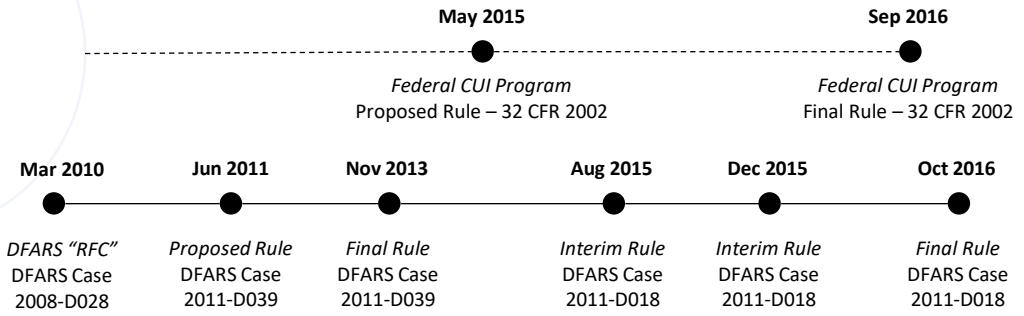 May 2015
Sep 2016
Federal CUI Program
Proposed Rule – 32 CFR 2002
Federal CUI Program
Final Rule – 32 CFR 2002
Mar 2010
Jun 2011
Nov 2013
Aug 2015
Dec 2015
Oct 2016
DFARS “RFC”
DFARS Case
2008-D028
Proposed Rule
DFARS Case
2011-D039
Final Rule
DFARS Case
2011-D039
Interim Rule
DFARS Case
2011-D018
Interim Rule
DFARS Case
2011-D018
Final Rule
DFARS Case
2011-D018